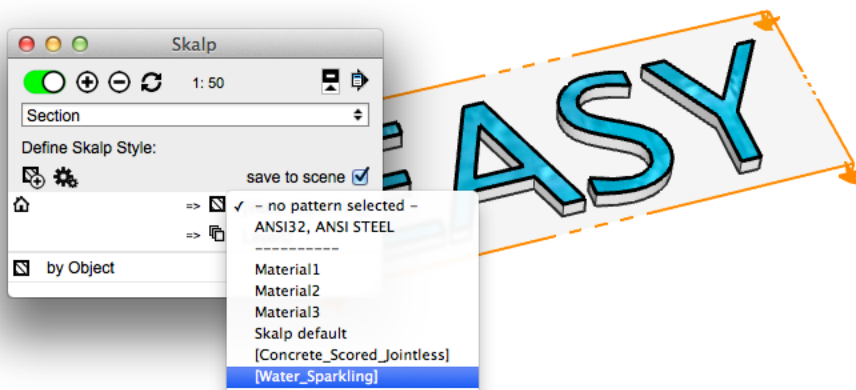 Skalp
1: 50
Section
Define Skalp Style:
save to scene
=>
✓ - no pattern selected -
=>
ANSI32, ANSI STEEL
----------
by Object
Material1
Material2
Material3
Skalp default
[Concrete_Scored_Jointless]
[Water_Sparkling]
EASY